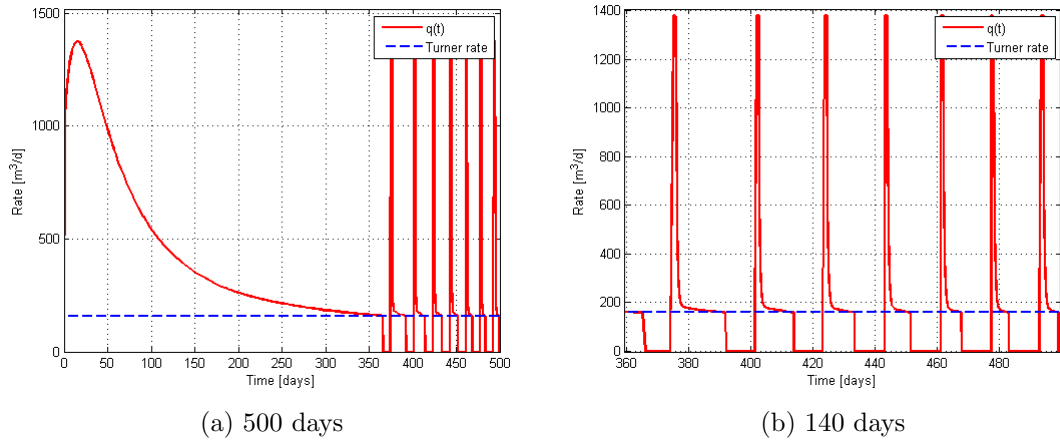 1500
1000
500
0
Rate [m³/d]
q(t)
Turner rate
0 50 100 150 200 250 300 350 400 450 500
Time [days]
(a) 500 days
1400
1200
1000
800
600
400
200
0
Rate [m³/d]
q(t)
Turner rate
360 380 400 420 440 460 480
Time [days]
(b) 140 days